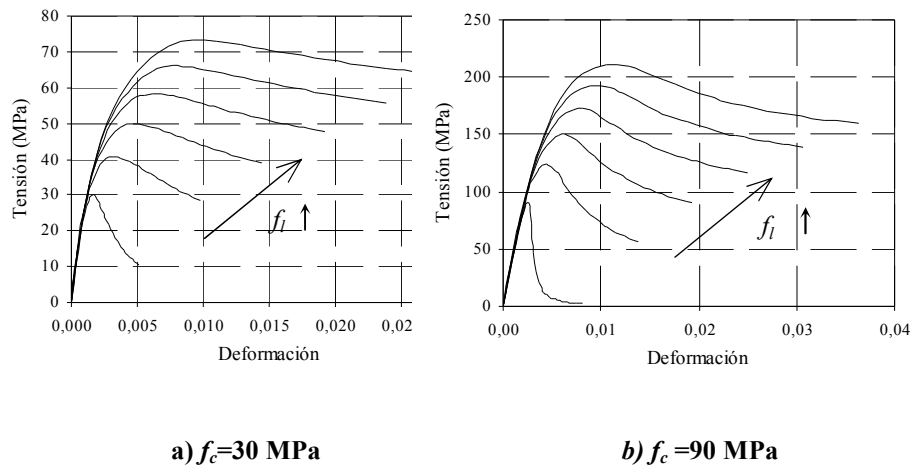 80
70
60
50
40
30
20
10
0
Tensión (MPa)
0,000 0,005 0,010 0,015 0,020 0,02
Deformación
f_l ↑
a) f_c=30 MPa
250
200
150
100
50
0
Tensión (MPa)
0,00 0,01 0,02 0,03 0,04
Deformación
f_l ↑
b) f_c =90 MPa